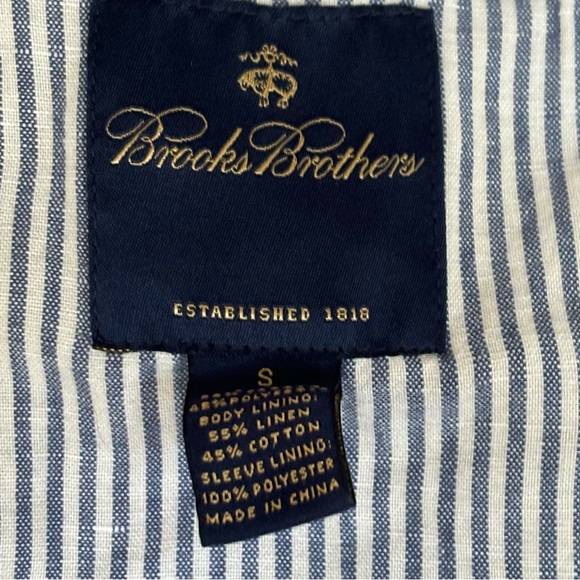 Brooks Brothers
ESTABLISHED 1818
S
BODY LINING:
55% LINEN
45% COTTON
SLEEVE LINING:
100% POLYESTER
MADE IN CHINA